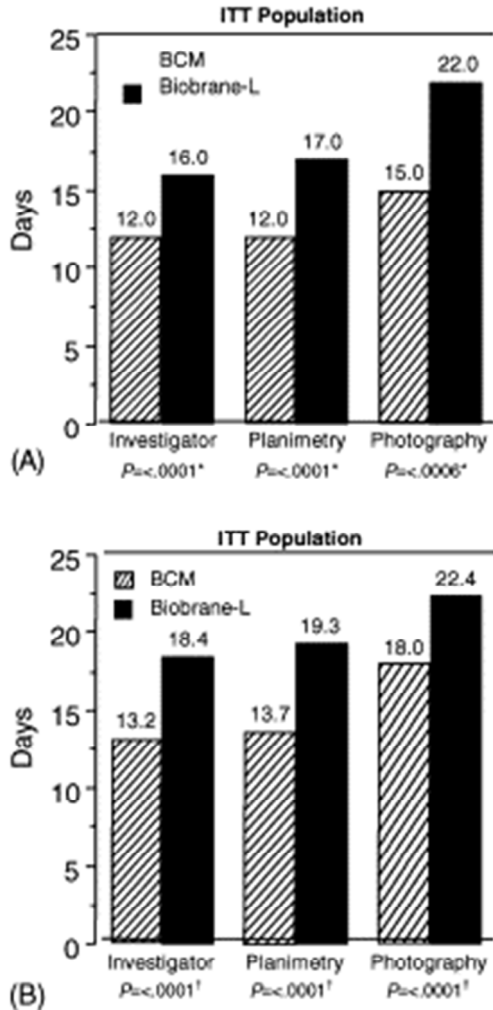 ITT Population
25
20
15
10
5
0
Days
BCM
Biobrane-L
12.0
16.0
12.0
17.0
15.0
22.0
Investigator Planimetry Photography
P=<.0001* P=<.0001* P=<.0006*
(A)
ITT Population
25
20
15
10
5
0
Days
BCM
Biobrane-L
13.2
18.4
13.7
19.3
18.0
22.4
Investigator Planimetry Photography
P=<.0001† P=<.0001† P=<.0001†
(B)